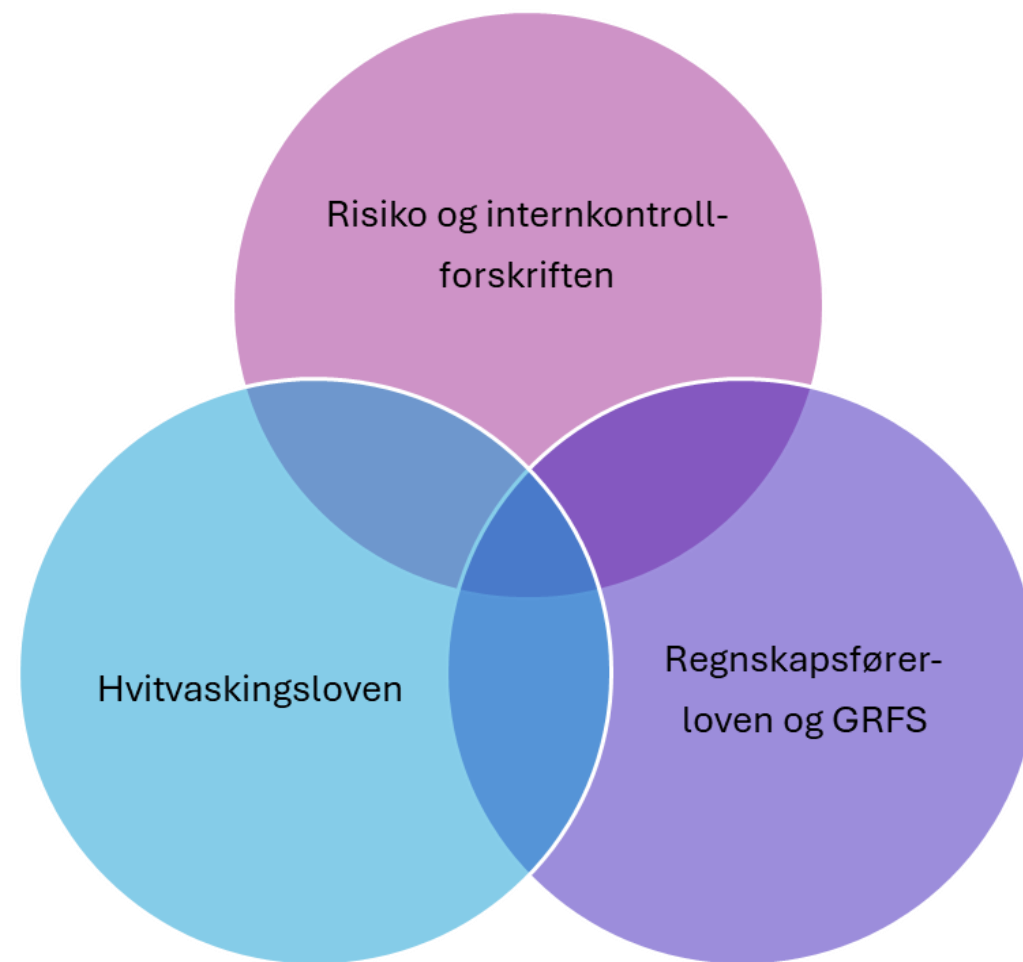 Risiko og internkontroll-
forskriften
Hvitvaskingsloven
Regnskapsfører-
loven og GRFS